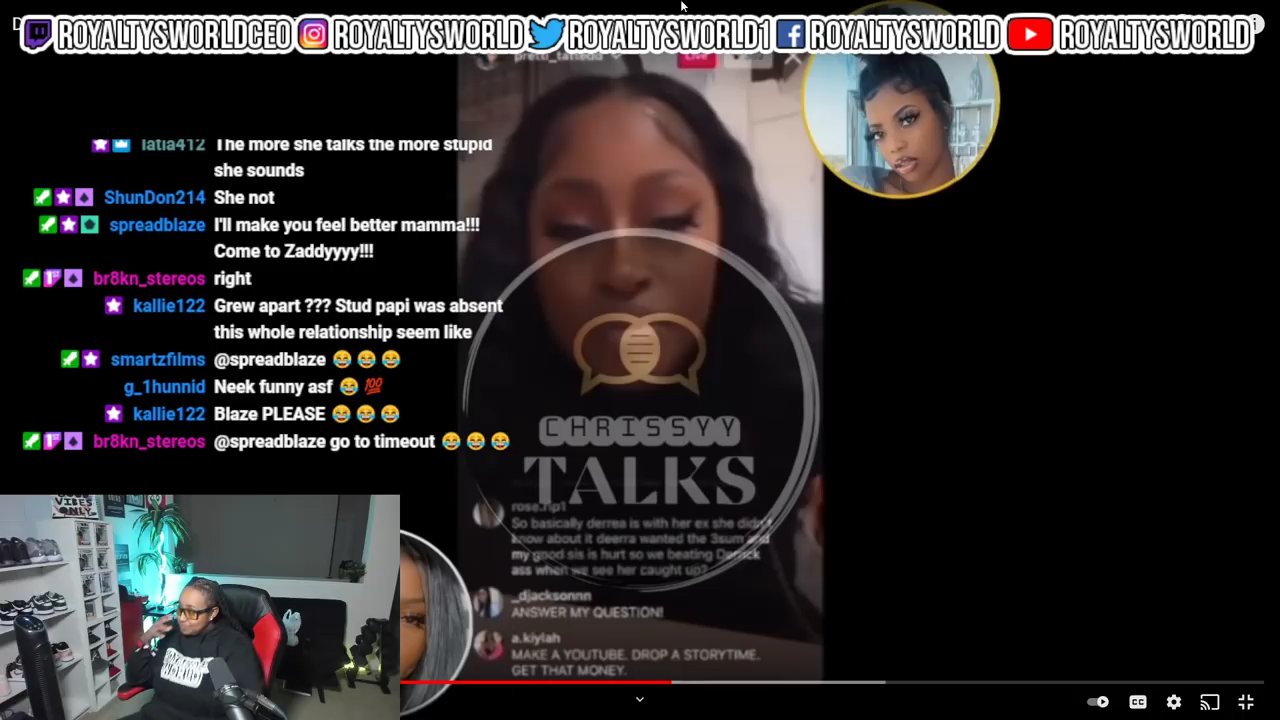 ROYALTYSWORLDCEO ROYALTYSWORLD ROYALTYSWORLD1 ROYALTYSWORLD ROYALTYSWORLD
Live
latia412 The more she talks the more stupid
she sounds
ShunDon214 She not
spreadblaze I'll make you feel better mamma!!!
Come to Zaddyyyy!!!
br8kn_stereos right
kallie122 Grew apart ??? Stud papi was absent
this whole relationship seem like
smartzfilms @spreadblaze 😂 😂 😂
g_1hunnid Neek funny asf 😂 💯
kallie122 Blaze PLEASE 😂 😂 😂
br8kn_stereos @spreadblaze go to timeout 😂 😂 😂
CHRISSYY
TALKS
rose.np1
So basically derrea is with her ex she didn't
know about it deerra wanted the 3sum and
my good sis is hurt so we beating Derrick
ass when we see her caught up?
_djacksonnn
ANSWER MY QUESTION!
a.kiylah
MAKE A YOUTUBE. DROP A STORYTIME.
GET THAT MONEY.
VIBES
ONLY
CC